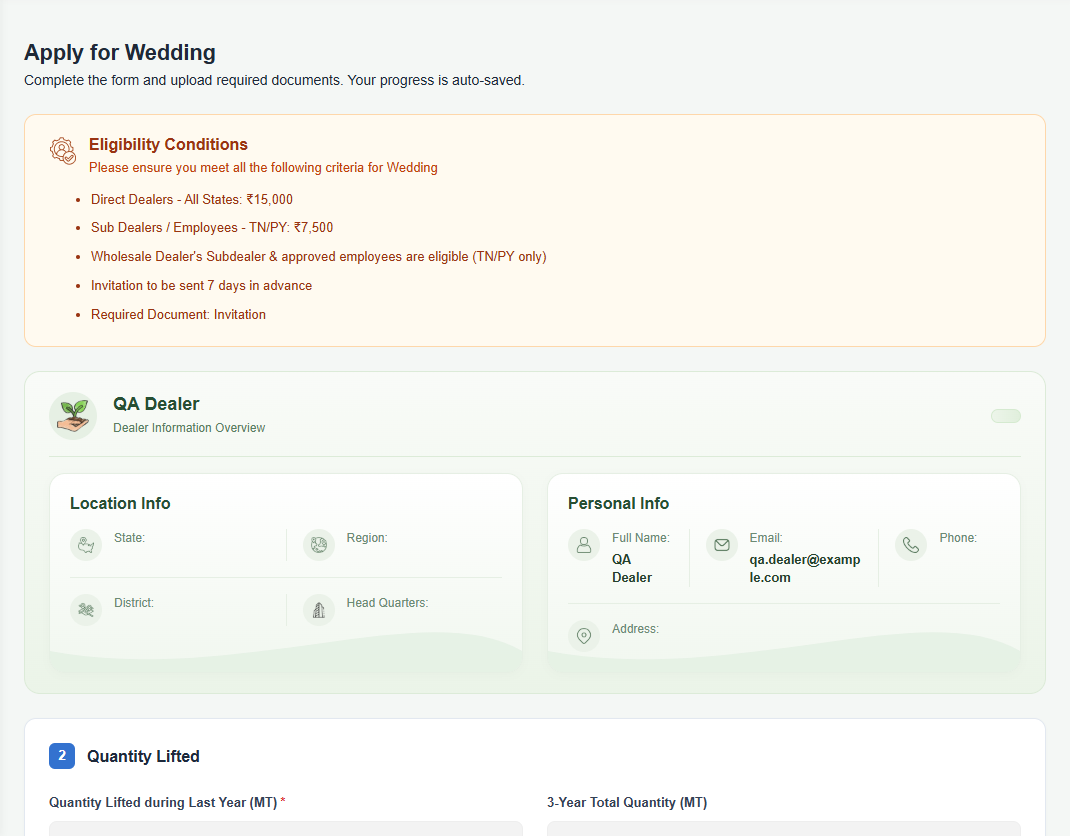 Apply for Wedding
Complete the form and upload required documents. Your progress is auto-saved.
Eligibility Conditions
Please ensure you meet all the following criteria for Wedding
• Direct Dealers - All States: ₹15,000
• Sub Dealers / Employees - TN/PY: ₹7,500
• Wholesale Dealer's Subdealer & approved employees are eligible (TN/PY only)
• Invitation to be sent 7 days in advance
• Required Document: Invitation
QA Dealer
Dealer Information Overview
Location Info
State:
Region:
District:
Head Quarters:
Personal Info
Full Name:
QA
Dealer
Email:
qa.dealer@examp
le.com
Phone:
Address:
2 Quantity Lifted
Quantity Lifted during Last Year (MT) *
3-Year Total Quantity (MT)